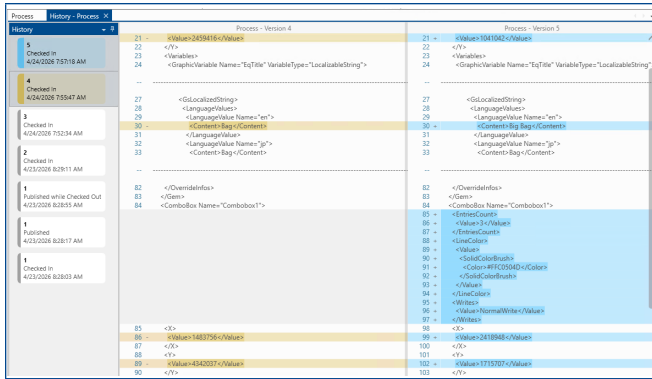 Process History - Process ×
History
5
Checked In
4/24/2026 7:57:18 AM
4
Checked In
4/24/2026 7:55:47 AM
3
Checked In
4/24/2026 7:52:34 AM
2
Checked In
4/23/2026 8:29:11 AM
1
Published while Checked Out
4/23/2026 8:28:55 AM
1
Published
4/23/2026 8:28:17 AM
1
Checked In
4/23/2026 8:28:03 AM
Process - Version 4
21 - <Value>2459416</Value>
22 </Y>
23 <Variables>
24 <GraphicVariable Name="EqTitle" VariableType="LocalizableString">
--
27 <GsLocalizedString>
28 <LanguageValues>
29 <LanguageValue Name="en">
30 - <Content>Bag</Content>
31 </LanguageValue>
32 <LanguageValue Name="jp">
33 <Content>Bag</Content>
--
82 </OverrideInfos>
83 </Gem>
84 <ComboBox Name="Combobox1">
85 <X>
86 - <Value>1483756</Value>
87 </X>
88 <Y>
89 - <Value>4342037</Value>
90 </Y>
Process - Version 5
21 + <Value>1041042</Value>
22 </Y>
23 <Variables>
24 <GraphicVariable Name="EqTitle" VariableType="LocalizableString"
--
27 <GsLocalizedString>
28 <LanguageValues>
29 <LanguageValue Name="en">
30 + <Content>Big Bag</Content>
31 </LanguageValue>
32 <LanguageValue Name="jp">
33 <Content>Bag</Content>
--
82 </OverrideInfos>
83 </Gem>
84 <ComboBox Name="Combobox1">
85 + <EntriesCount>
86 + <Value>3</Value>
87 + </EntriesCount>
88 + <LineColor>
89 + <Value>
90 + <SolidColorBrush>
91 + <Color>#FFC0504D</Color>
92 + </SolidColorBrush>
93 + </Value>
94 + </LineColor>
95 + <Writes>
96 + <Value>NormalWrite</Value>
97 + </Writes>
98 <X>
99 + <Value>2418948</Value>
100 </X>
101 <Y>
102 + <Value>1715707</Value>
103 </Y>